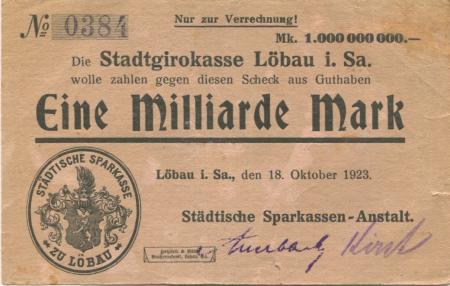 Nur zur Verrechnung!
No 0384
Mk. 1.000 000 000.—
Die Stadtgirokasse Löbau i. Sa.
wolle zahlen gegen diesen Scheck aus Guthaben
Eine Milliarde Mark
STÄDTISCHE SPARKASSE
ZU LÖBAU
Löbau i. Sa., den 18. Oktober 1923.
Städtische Sparkassen-Anstalt.